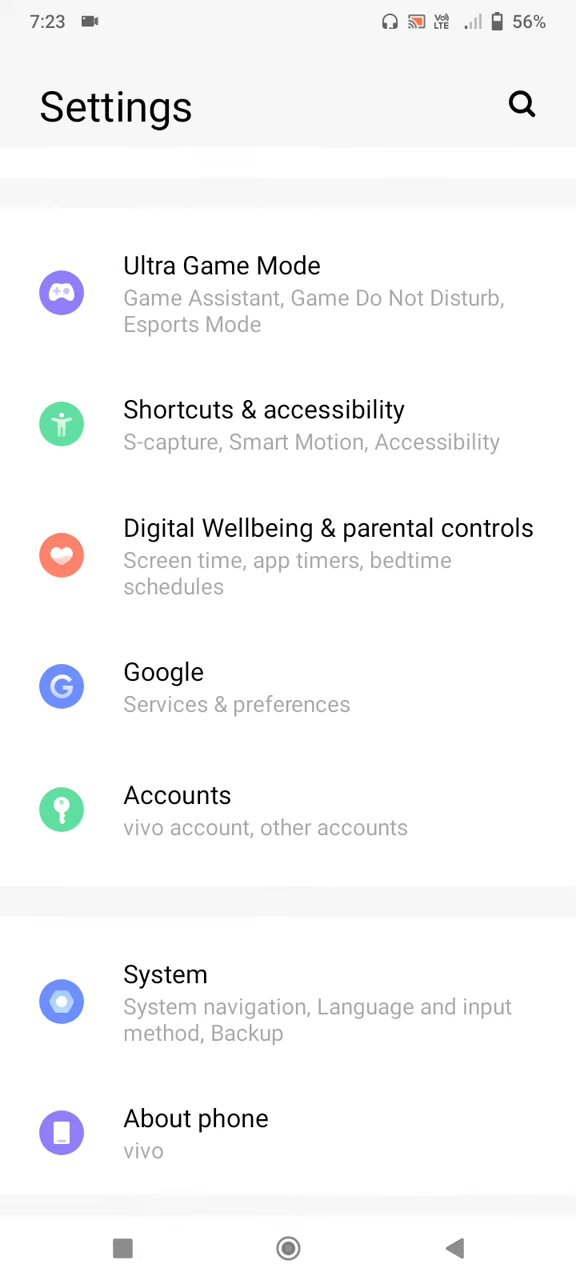 7:23 Vo) LTE 56%
Settings
Ultra Game Mode
Game Assistant, Game Do Not Disturb,
Esports Mode
Shortcuts & accessibility
S-capture, Smart Motion, Accessibility
Digital Wellbeing & parental controls
Screen time, app timers, bedtime
schedules
G
Google
Services & preferences
Accounts
vivo account, other accounts
System
System navigation, Language and input
method, Backup
About phone
vivo